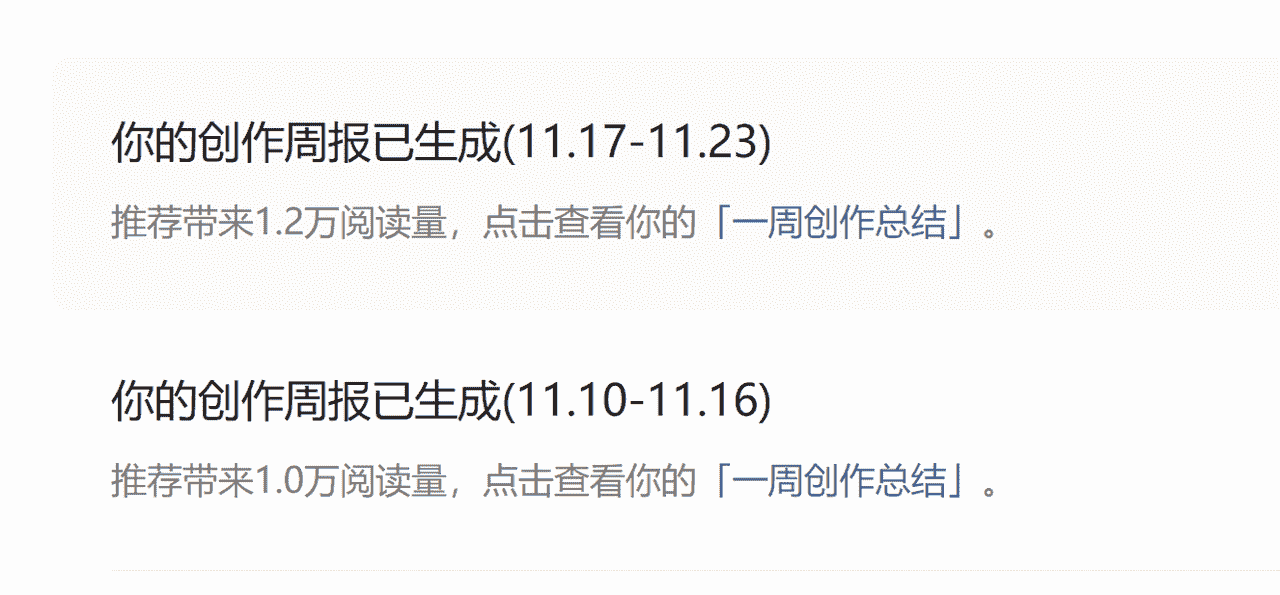 你的创作周报已生成(11.17-11.23)
推荐带来1.2万阅读量，点击查看你的「一周创作总结」。
你的创作周报已生成(11.10-11.16)
推荐带来1.0万阅读量，点击查看你的「一周创作总结」。